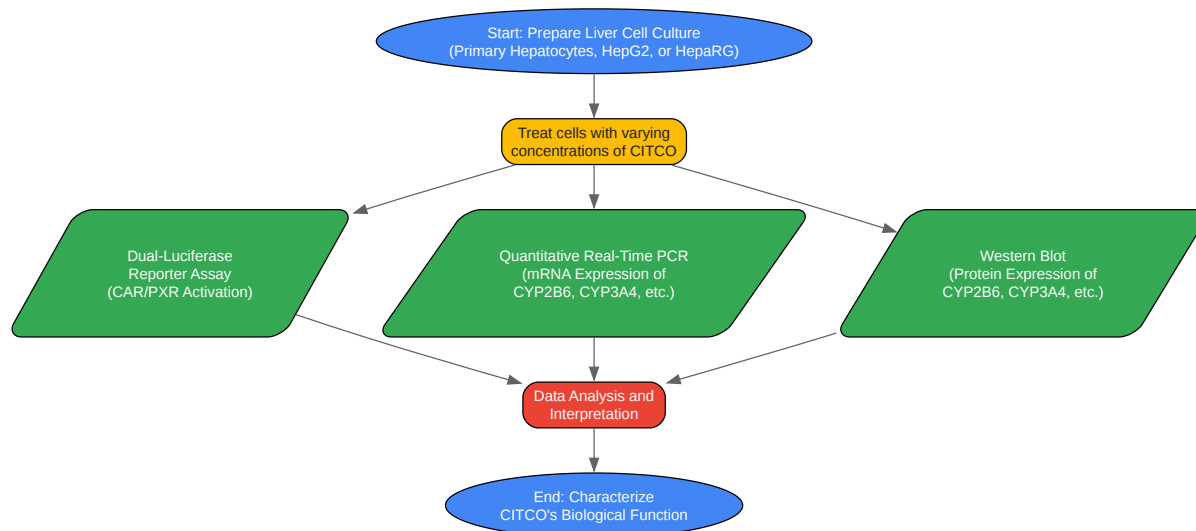 Start: Prepare Liver Cell Culture
(Primary Hepatocytes, HepG2, or HepaRG)
Treat cells with varying
concentrations of CITCO
Dual-Luciferase
Reporter Assay
(CAR/PXR Activation)
Quantitative Real-Time PCR
(mRNA Expression of
CYP2B6, CYP3A4, etc.)
Western Blot
(Protein Expression of
CYP2B6, CYP3A4, etc.)
Data Analysis and
Interpretation
End: Characterize
CITCO's Biological Function